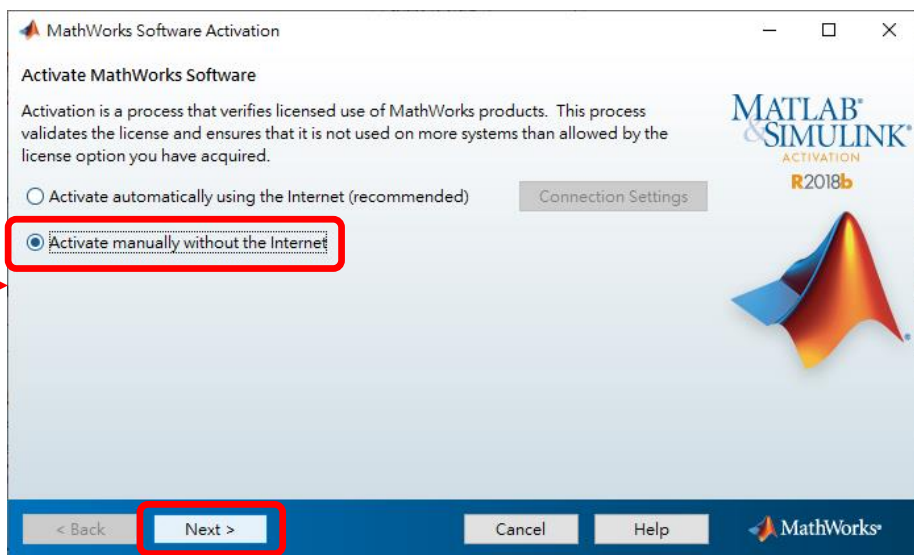 MathWorks Software Activation
Activate MathWorks Software
Activation is a process that verifies licensed use of MathWorks products. This process
validates the license and ensures that it is not used on more systems than allowed by the
license option you have acquired.
Activate automatically using the Internet (recommended)
Connection Settings
Activate manually without the Internet
MATLAB®
&SIMULINK®
ACTIVATION
R2018b
< Back
Next >
Cancel
Help
MathWorks®